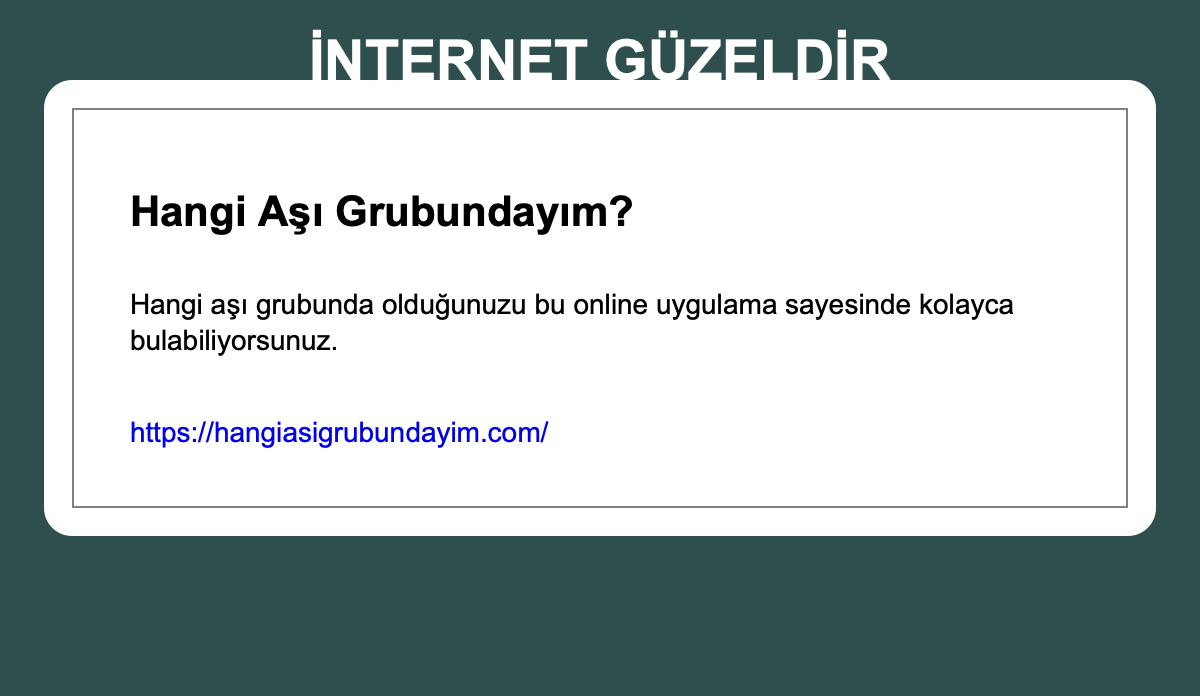 İNTERNET GÜZELDİR
Hangi Aşı Grubundayım?
Hangi aşı grubunda olduğunuzu bu online uygulama sayesinde kolayca
bulabiliyorsunuz.
https://hangiasigrubundayim.com/